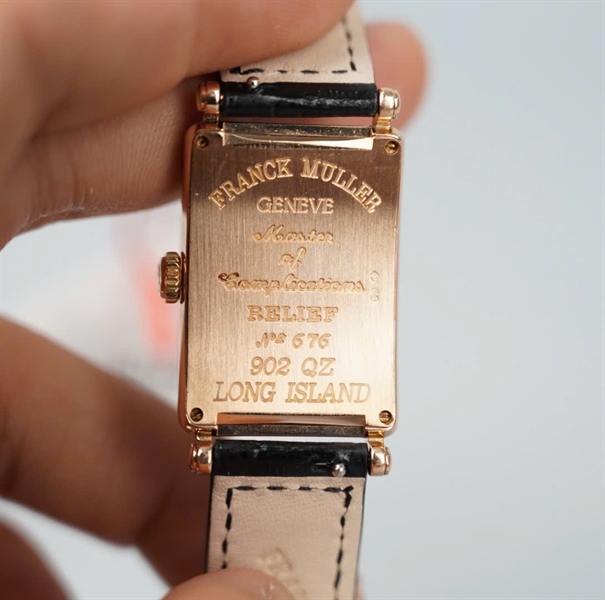 FRANCK MULLER
GENEVE
Master
of
Complications
RELIEF
Nº 676
902 QZ
LONG ISLAND